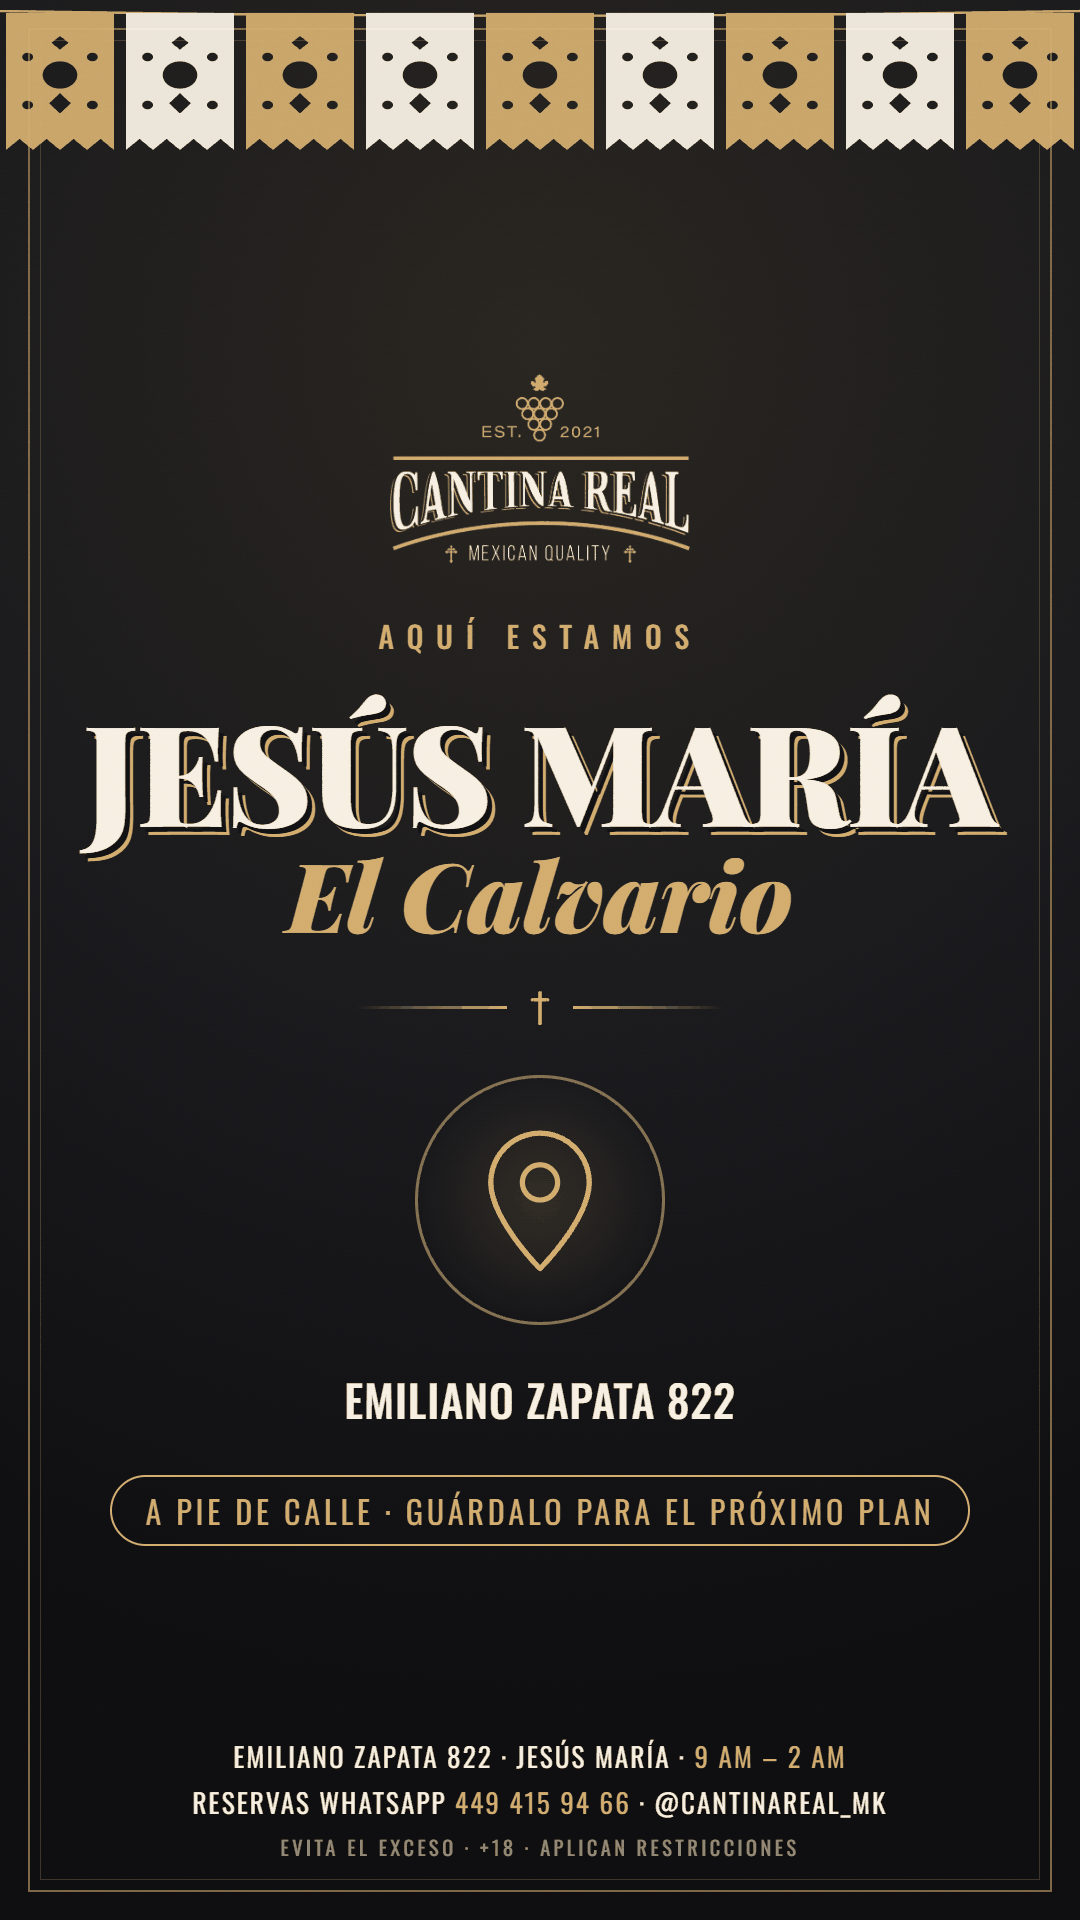 EST. 2021
CANTINA REAL
MEXICAN QUALITY
AQUÍ ESTAMOS
JESÚS MARÍA
El Calvario
EMILIANO ZAPATA 822
A PIE DE CALLE · GUÁRDALO PARA EL PRÓXIMO PLAN
EMILIANO ZAPATA 822 · JESÚS MARÍA · 9 AM – 2 AM
RESERVAS WHATSAPP 449 415 94 66 · @CANTINAREAL_MK
EVITA EL EXCESO · +18 · APLICAN RESTRICCIONES